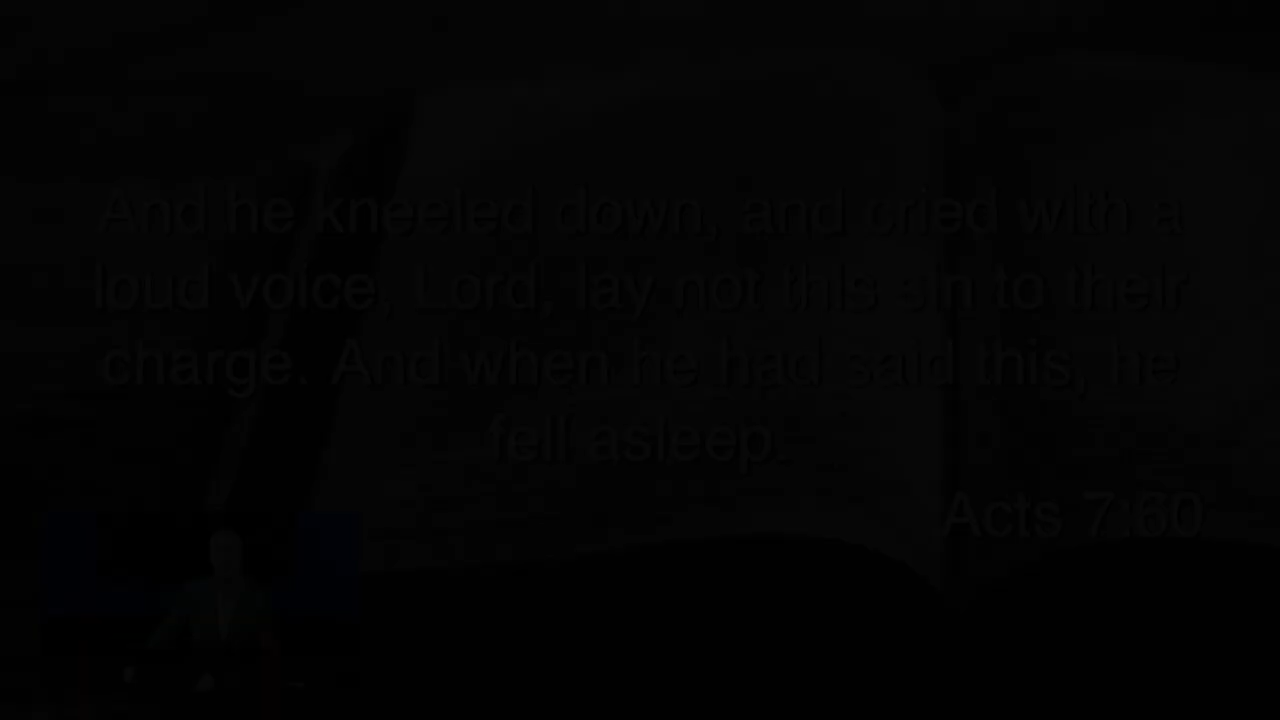 And he kneeled down, and cried with a
loud voice, Lord, lay not this sin to their
charge. And when he had said this, he
fell asleep.
Acts 7:60